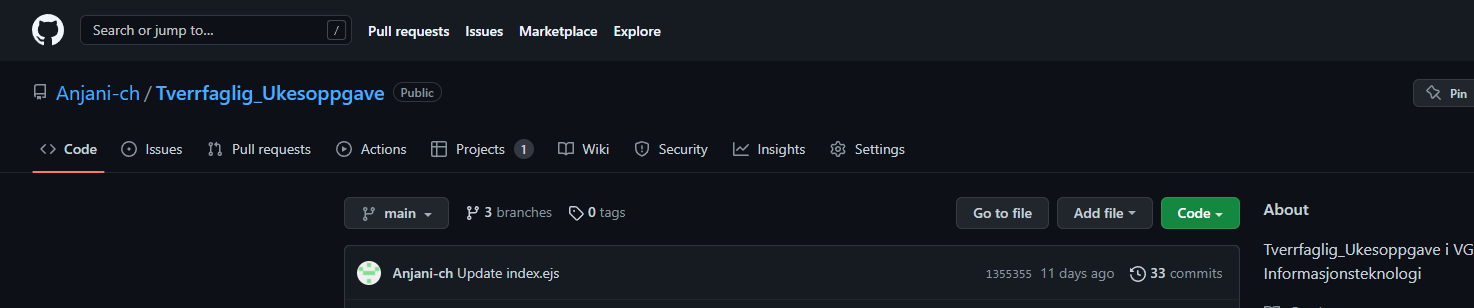 Search or jump to... / Pull requests Issues Marketplace Explore
Anjani-ch / Tverrfaglig_Ukesoppgave Public Pin
Code Issues Pull requests Actions Projects 1 Wiki Security Insights Settings
main 3 branches 0 tags Go to file Add file Code
About
Anjani-ch Update index.ejs 1355355 11 days ago 33 commits
Tverrfaglig_Ukesoppgave i VG
Informasjonsteknologi